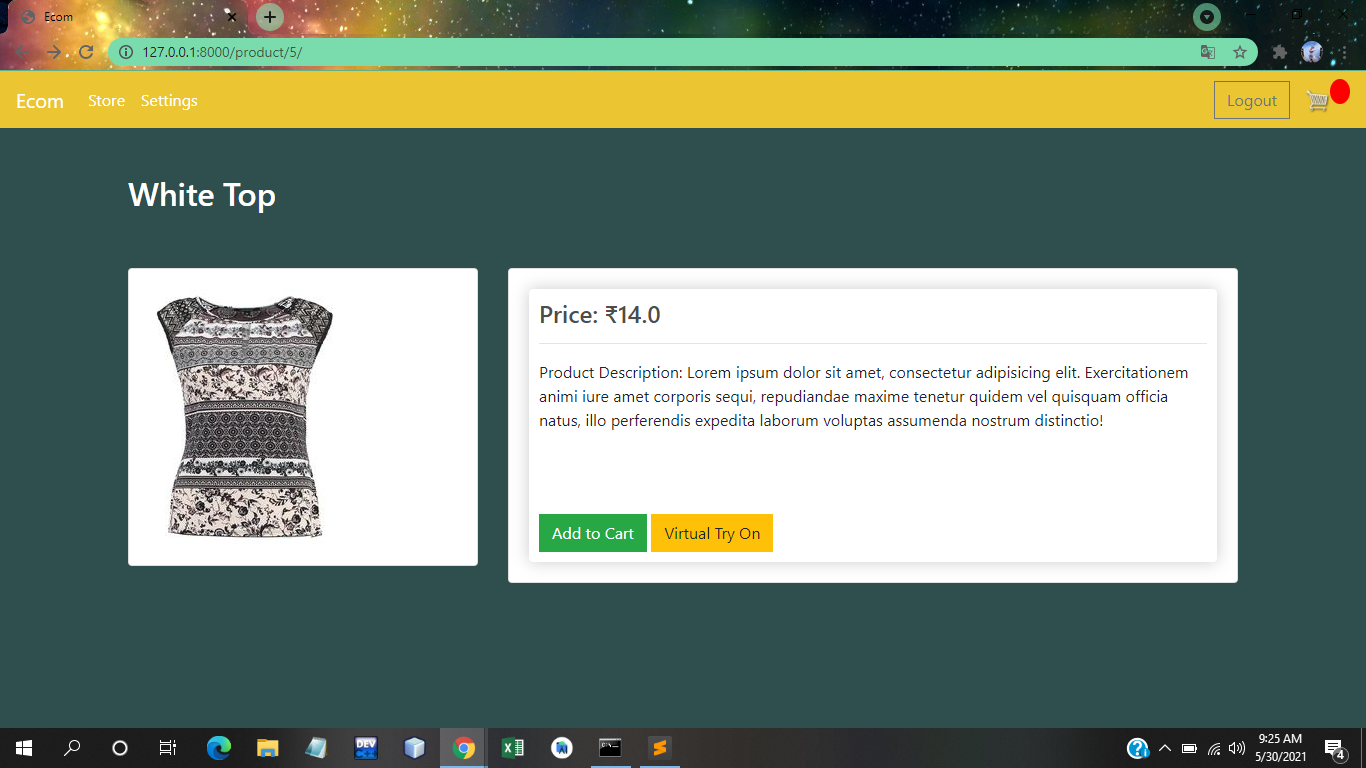 Ecom
127.0.0.1:8000/product/5/
Ecom Store Settings Logout
White Top
Price: ₹14.0
Product Description: Lorem ipsum dolor sit amet, consectetur adipisicing elit. Exercitationem
animi iure amet corporis sequi, repudiandae maxime tenetur quidem vel quisquam officia
natus, illo perferendis expedita laborum voluptas assumenda nostrum distinctio!
Add to Cart Virtual Try On
DEV
9:25 AM
5/30/2021
4